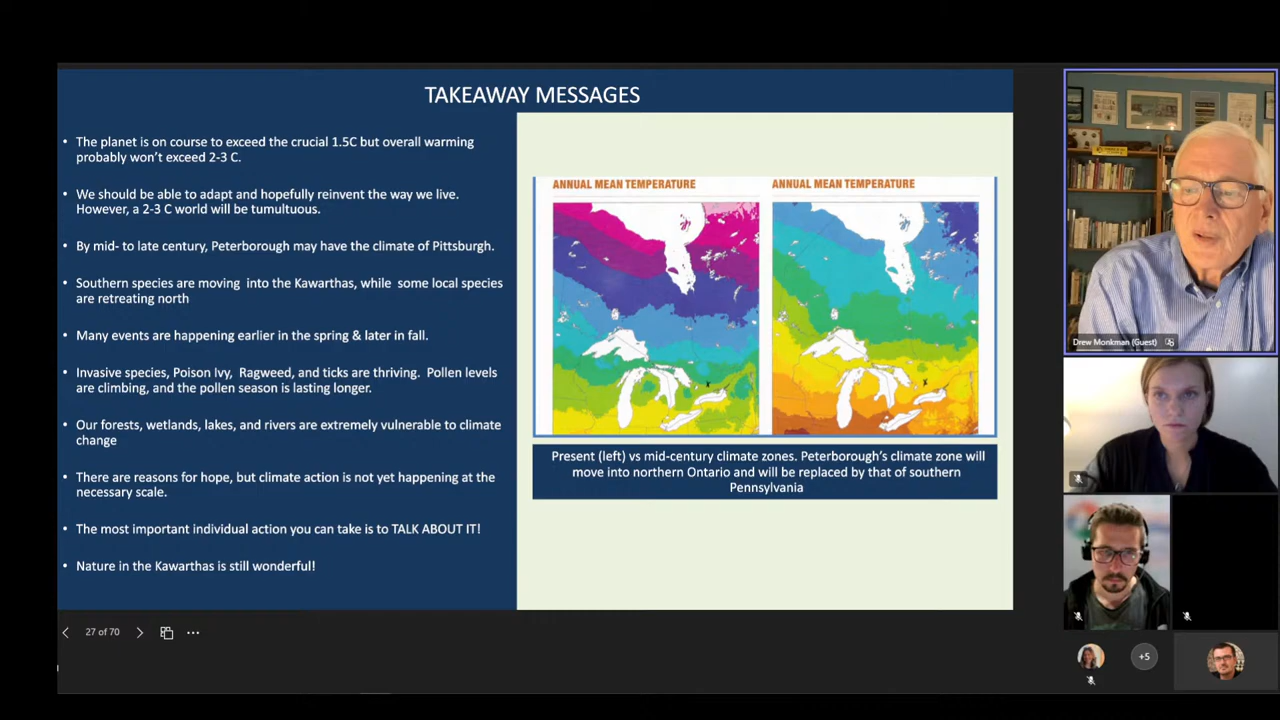 TAKEAWAY MESSAGES
• The planet is on course to exceed the crucial 1.5C but overall warming
probably won't exceed 2-3 C.
• We should be able to adapt and hopefully reinvent the way we live.
However, a 2-3 C world will be tumultuous.
• By mid- to late century, Peterborough may have the climate of Pittsburgh.
• Southern species are moving into the Kawarthas, while some local species
are retreating north
• Many events are happening earlier in the spring & later in fall.
• Invasive species, Poison Ivy, Ragweed, and ticks are thriving. Pollen levels
are climbing, and the pollen season is lasting longer.
• Our forests, wetlands, lakes, and rivers are extremely vulnerable to climate
change
• There are reasons for hope, but climate action is not yet happening at the
necessary scale.
• The most important individual action you can take is to TALK ABOUT IT!
• Nature in the Kawarthas is still wonderful!
ANNUAL MEAN TEMPERATURE
ANNUAL MEAN TEMPERATURE
Present (left) vs mid-century climate zones. Peterborough's climate zone will
move into northern Ontario and will be replaced by that of southern
Pennsylvania
27 of 70
Drew Monkman (Guest)
+5